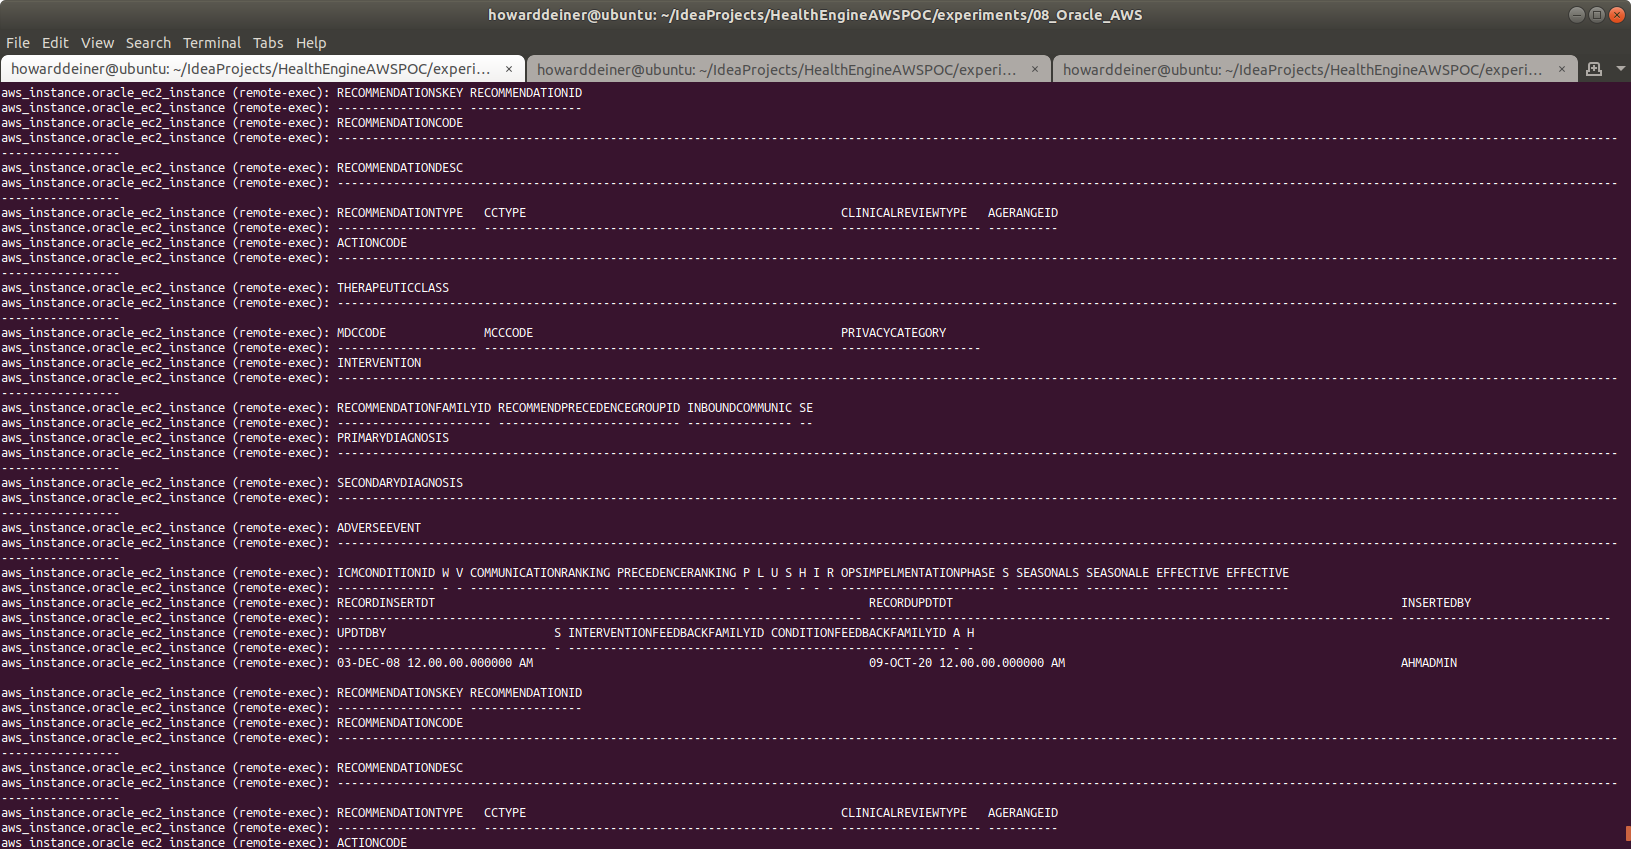 howarddeiner@ubuntu: ~/IdeaProjects/HealthEngineAWSPOC/experiments/08_Oracle_AWS
File Edit View Search Terminal Tabs Help
howarddeiner@ubuntu: ~/IdeaProjects/HealthEngineAWSPOC/experi... × howarddeiner@ubuntu: ~/IdeaProjects/HealthEngineAWSPOC/experi... × howarddeiner@ubuntu: ~/IdeaProjects/HealthEngineAWSPOC/experi... ×
aws_instance.oracle_ec2_instance (remote-exec): RECOMMENDATIONSKEY RECOMMENDATIONID
aws_instance.oracle_ec2_instance (remote-exec): ------------------ ----------------
aws_instance.oracle_ec2_instance (remote-exec): RECOMMENDATIONCODE
aws_instance.oracle_ec2_instance (remote-exec): ---------------------------------------------------------------------------------------------------------------------------------------------------------------------------------------
-----------------
aws_instance.oracle_ec2_instance (remote-exec): RECOMMENDATIONDESC
aws_instance.oracle_ec2_instance (remote-exec): ---------------------------------------------------------------------------------------------------------------------------------------------------------------------------------------
-----------------
aws_instance.oracle_ec2_instance (remote-exec): RECOMMENDATIONTYPE   CCTYPE                                             CLINICALREVIEWTYPE   AGERANGEID
aws_instance.oracle_ec2_instance (remote-exec): -------------------- -------------------------------------------------- -------------------- ----------
aws_instance.oracle_ec2_instance (remote-exec): ACTIONCODE
aws_instance.oracle_ec2_instance (remote-exec): ---------------------------------------------------------------------------------------------------------------------------------------------------------------------------------------
-----------------
aws_instance.oracle_ec2_instance (remote-exec): THERAPEUTICCLASS
aws_instance.oracle_ec2_instance (remote-exec): ---------------------------------------------------------------------------------------------------------------------------------------------------------------------------------------
-----------------
aws_instance.oracle_ec2_instance (remote-exec): MDCCODE              MCCCODE                                            PRIVACYCATEGORY
aws_instance.oracle_ec2_instance (remote-exec): -------------------- -------------------------------------------------- --------------------
aws_instance.oracle_ec2_instance (remote-exec): INTERVENTION
aws_instance.oracle_ec2_instance (remote-exec): ---------------------------------------------------------------------------------------------------------------------------------------------------------------------------------------
-----------------
aws_instance.oracle_ec2_instance (remote-exec): RECOMMENDATIONFAMILYID RECOMMENDPRECEDENCEGROUPID INBOUNDCOMMUNIC SE
aws_instance.oracle_ec2_instance (remote-exec): ---------------------- -------------------------- --------------- --
aws_instance.oracle_ec2_instance (remote-exec): PRIMARYDIAGNOSIS
aws_instance.oracle_ec2_instance (remote-exec): ---------------------------------------------------------------------------------------------------------------------------------------------------------------------------------------
-----------------
aws_instance.oracle_ec2_instance (remote-exec): SECONDARYDIAGNOSIS
aws_instance.oracle_ec2_instance (remote-exec): ---------------------------------------------------------------------------------------------------------------------------------------------------------------------------------------
-----------------
aws_instance.oracle_ec2_instance (remote-exec): ADVERSEEVENT
aws_instance.oracle_ec2_instance (remote-exec): ---------------------------------------------------------------------------------------------------------------------------------------------------------------------------------------
-----------------
aws_instance.oracle_ec2_instance (remote-exec): ICMCONDITIONID W V COMMUNICATIONRANKING PRECEDENCERANKING P L U S H I R OPSIMPELMENTATIONPHASE S SEASONALS SEASONALE EFFECTIVE EFFECTIVE
aws_instance.oracle_ec2_instance (remote-exec): -------------- - - -------------------- ----------------- - - - - - - - ---------------------- - --------- --------- --------- ---------
aws_instance.oracle_ec2_instance (remote-exec): RECORDINSERTDT                                                              RECORDUPDTDT                                                                INSERTEDBY
aws_instance.oracle_ec2_instance (remote-exec): --------------------------------------------------------------------------- --------------------------------------------------------------------------- ------------------------------
aws_instance.oracle_ec2_instance (remote-exec): UPDTDBY                        S INTERVENTIONFEEDBACKFAMILYID CONDITIONFEEDBACKFAMILYID A H
aws_instance.oracle_ec2_instance (remote-exec): ------------------------------ - ---------------------------- ------------------------- - -
aws_instance.oracle_ec2_instance (remote-exec): 03-DEC-08 12.00.00.000000 AM                                                09-OCT-20 12.00.00.000000 AM                                                AHMADMIN
aws_instance.oracle_ec2_instance (remote-exec): RECOMMENDATIONSKEY RECOMMENDATIONID
aws_instance.oracle_ec2_instance (remote-exec): ------------------ ----------------
aws_instance.oracle_ec2_instance (remote-exec): RECOMMENDATIONCODE
aws_instance.oracle_ec2_instance (remote-exec): ---------------------------------------------------------------------------------------------------------------------------------------------------------------------------------------
-----------------
aws_instance.oracle_ec2_instance (remote-exec): RECOMMENDATIONDESC
aws_instance.oracle_ec2_instance (remote-exec): ---------------------------------------------------------------------------------------------------------------------------------------------------------------------------------------
-----------------
aws_instance.oracle_ec2_instance (remote-exec): RECOMMENDATIONTYPE   CCTYPE                                             CLINICALREVIEWTYPE   AGERANGEID
aws_instance.oracle_ec2_instance (remote-exec): -------------------- -------------------------------------------------- -------------------- ----------
aws_instance.oracle_ec2_instance (remote-exec): ACTIONCODE